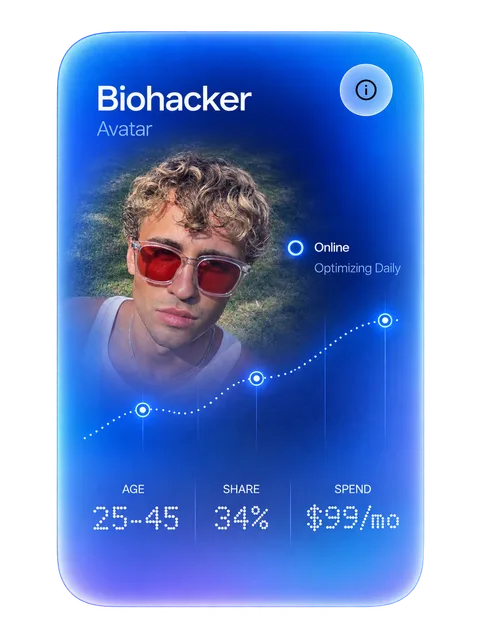 Biohacker
Avatar
Online
Optimizing Daily
AGE
25-45
SHARE
34%
SPEND
$99/mo